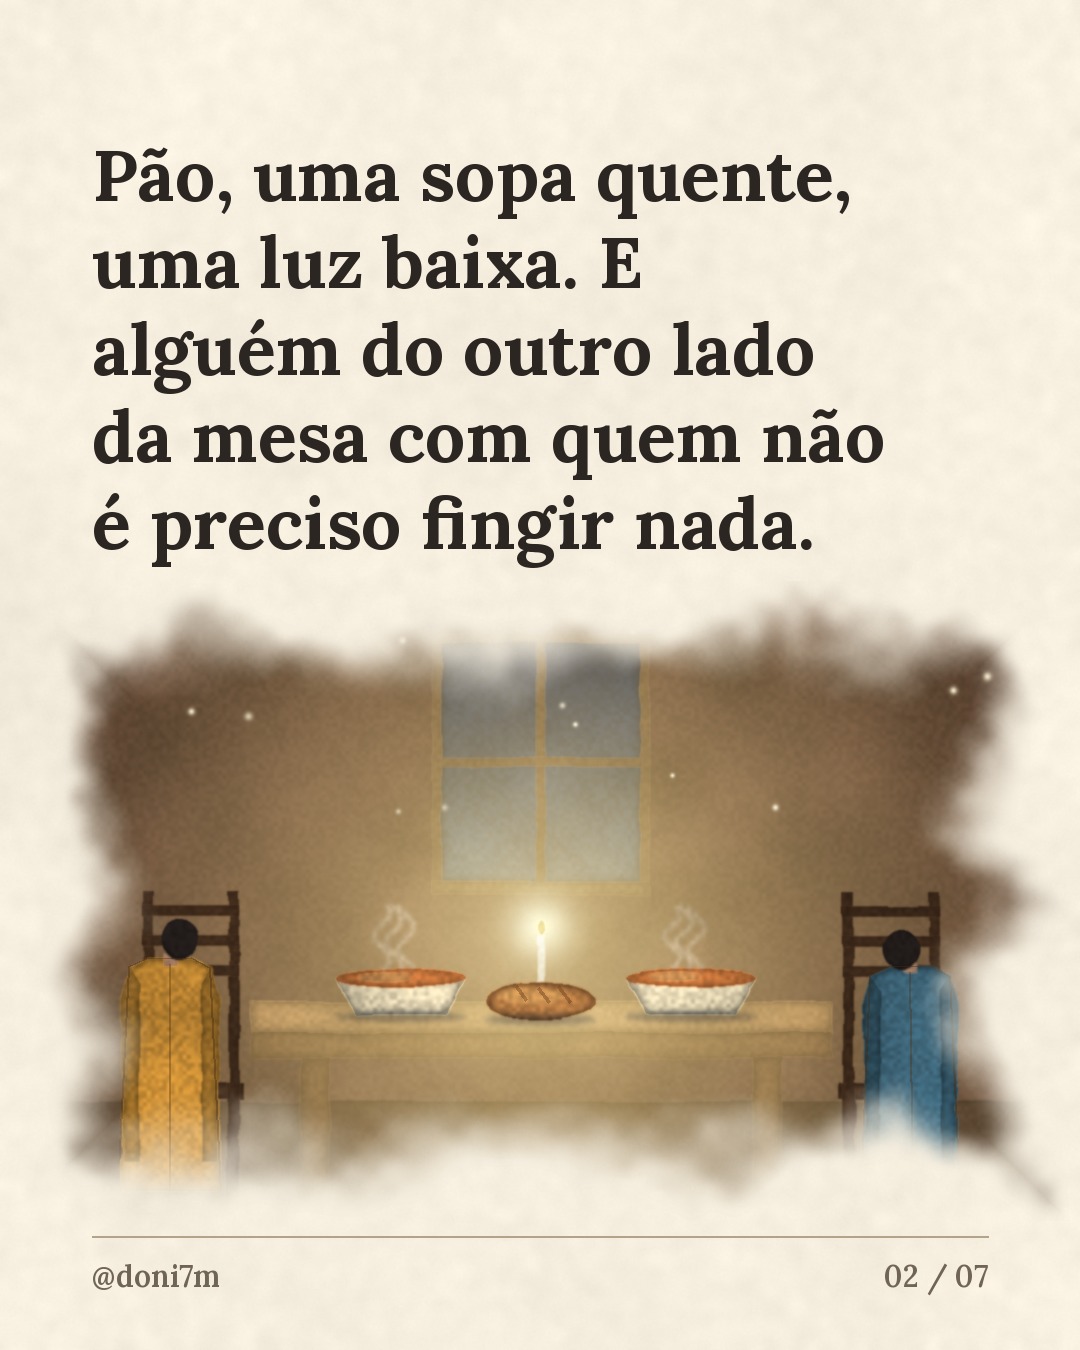 Pão, uma sopa quente,
uma luz baixa. E
alguém do outro lado
da mesa com quem não
é preciso fingir nada.
@doni7m
02 / 07